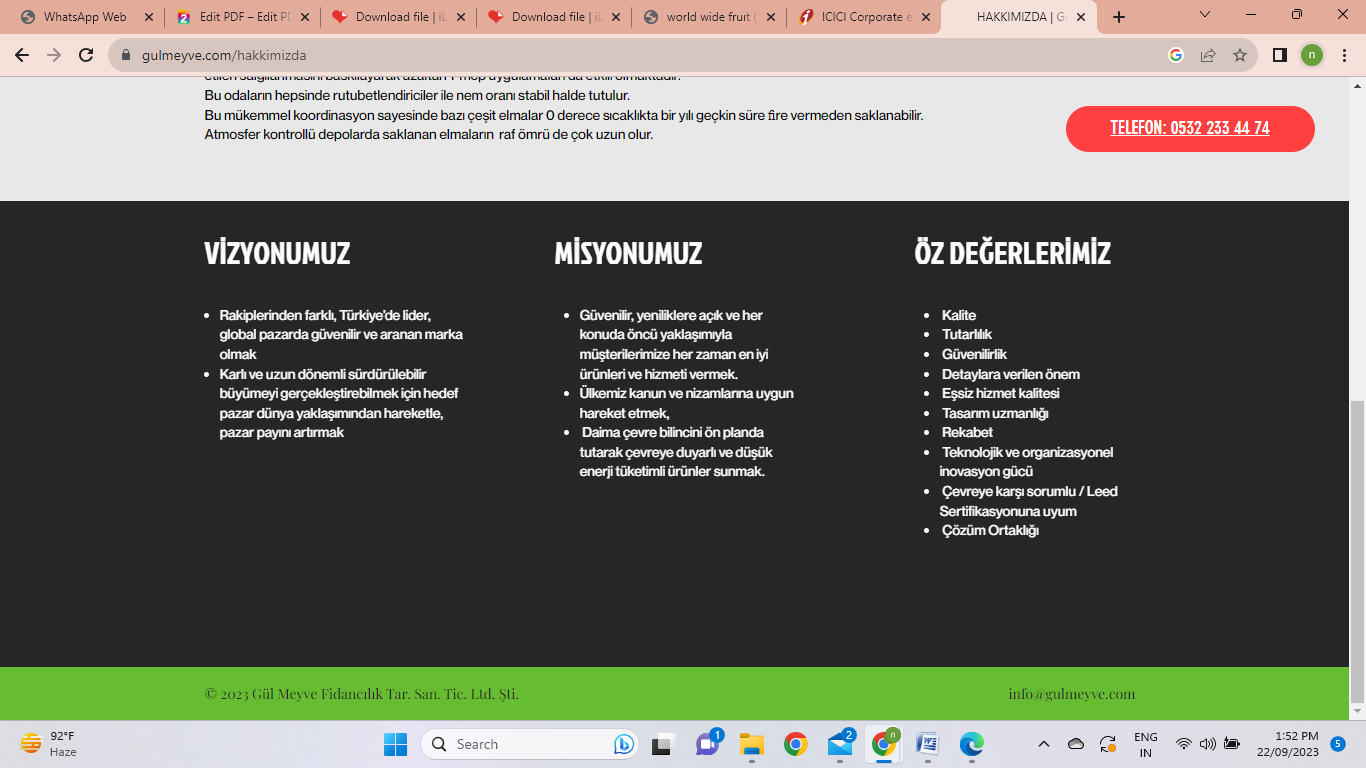 WhatsApp Web
Edit PDF – Edit PD
Download file | iL
Download file | iL
world wide fruit (
ICICI Corporate e
HAKKIMIZDA | G
gulmeyve.com/hakkimizda
n
Bu odaların hepsinde rutubetlendiriciler ile nem oranı stabil halde tutulur.
Bu mükemmel koordinasyon sayesinde bazı çeşit elmalar 0 derece sıcaklıkta bir yılı geçkin süre fire vermeden saklanabilir.
Atmosfer kontrollü depolarda saklanan elmaların raf ömrü de çok uzun olur.
TELEFON: 0532 233 44 74
VİZYONUMUZ
Rakiplerinden farklı, Türkiye’de lider,
global pazarda güvenilir ve aranan marka
olmak
Karlı ve uzun dönemli sürdürülebilir
büyümeyi gerçekleştirebilmek için hedef
pazar dünya yaklaşımından hareketle,
pazar payını artırmak
MİSYONUMUZ
Güvenilir, yeniliklere açık ve her
konuda öncü yaklaşımıyla
müşterilerimize her zaman en iyi
ürünleri ve hizmeti vermek.
Ülkemiz kanun ve nizamlarına uygun
hareket etmek,
Daima çevre bilincini ön planda
tutarak çevreye duyarlı ve düşük
enerji tüketimli ürünler sunmak.
ÖZ DEĞERLERİMİZ
Kalite
Tutarlılık
Güvenilirlik
Detaylara verilen önem
Eşsiz hizmet kalitesi
Tasarım uzmanlığı
Rekabet
Teknolojik ve organizasyonel
inovasyon gücü
Çevreye karşı sorumlu / Leed
Sertifikasyonuna uyum
Çözüm Ortaklığı
© 2023 Gül Meyve Fidancılık Tar. San. Tic. Ltd. Şti.
info@gulmeyve.com
92°F
Haze
Search
1
2
n
ENG
IN
1:52 PM
22/09/2023
5